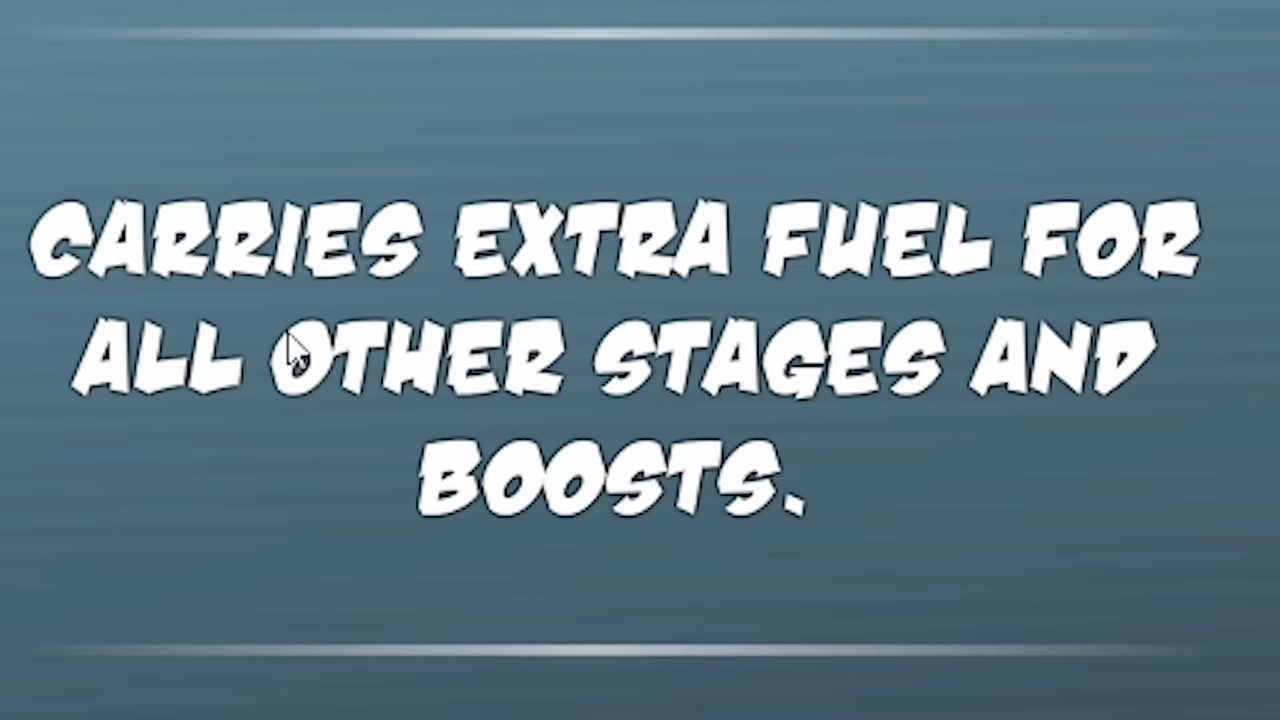 CARRIES EXTRA FUEL FOR
ALL OTHER STAGES AND
BOOSTS.